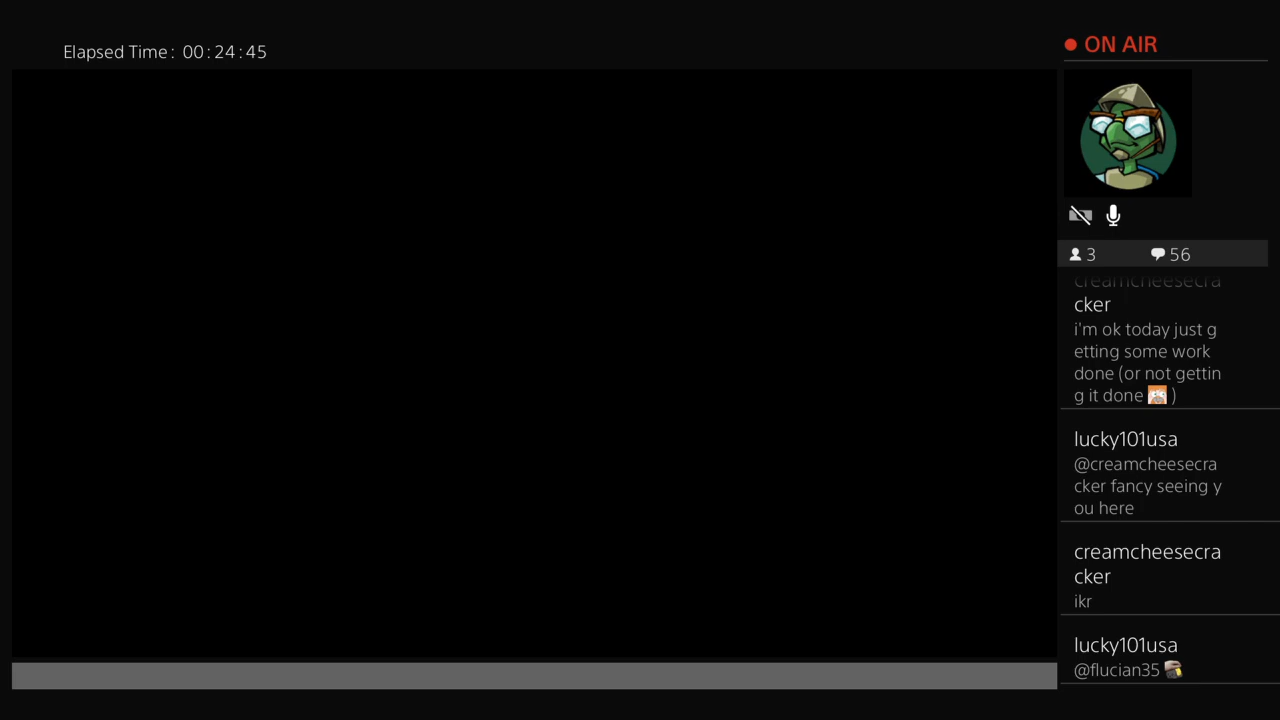 Elapsed Time: 00:24:45
ON AIR
3 56
creamcheesecra
cker
i'm ok today just g
etting some work
done (or not gettin
g it done )
lucky101usa
@creamcheesecra
cker fancy seeing y
ou here
creamcheesecra
cker
ikr
lucky101usa
@flucian35